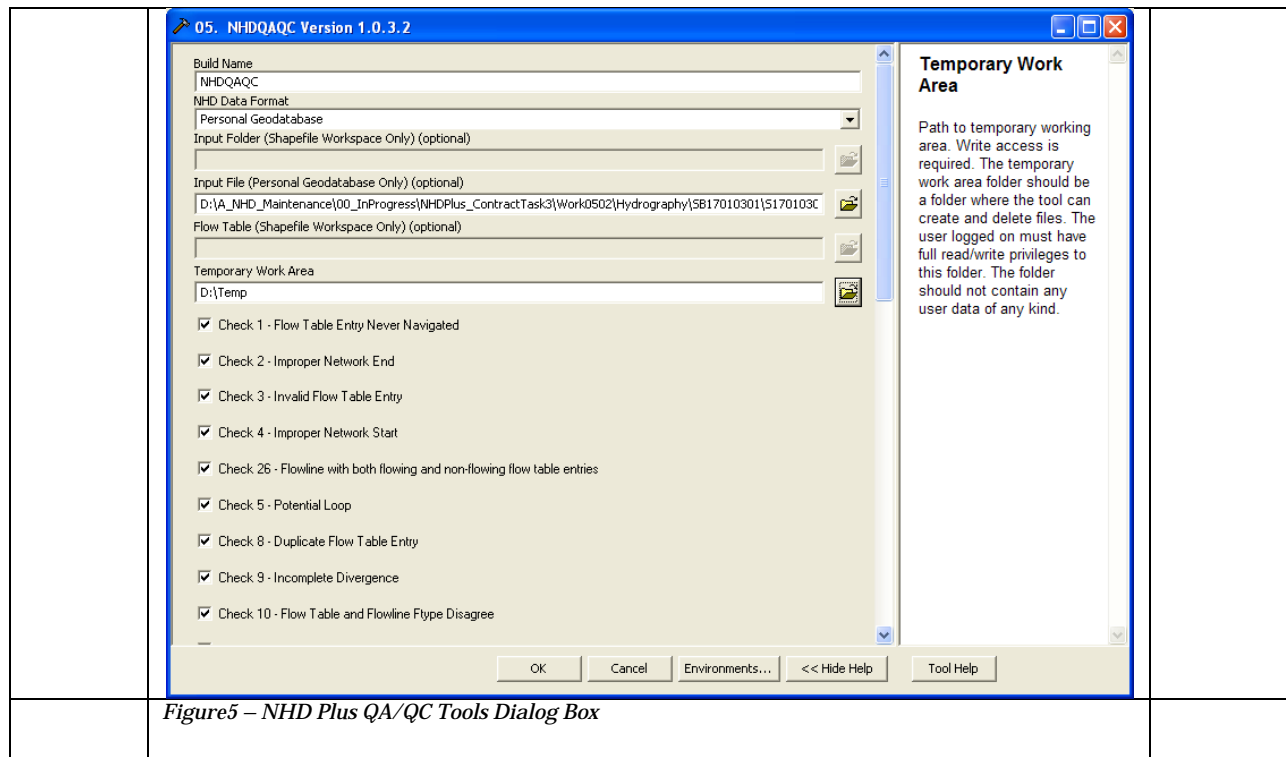 05. NHDQAQC Version 1.0.3.2
Build Name
NHDQAQC
NHD Data Format
Personal Geodatabase
Input Folder (Shapefile Workspace Only) (optional)
Input File (Personal Geodatabase Only) (optional)
D:\A_NHD_Maintenance\00_InProgress\NHDPlus_ContractTask3\Work0502\Hydrography\SB17010301\S170103C
Flow Table (Shapefile Workspace Only) (optional)
Temporary Work Area
D:\Temp
Check 1 - Flow Table Entry Never Navigated
Check 2 - Improper Network End
Check 3 - Invalid Flow Table Entry
Check 4 - Improper Network Start
Check 26 - Flowline with both flowing and non-flowing flow table entries
Check 5 - Potential Loop
Check 8 - Duplicate Flow Table Entry
Check 9 - Incomplete Divergence
Check 10 - Flow Table and Flowline Ftype Disagree
Temporary Work
Area
Path to temporary working
area. Write access is
required. The temporary
work area folder should be
a folder where the tool can
create and delete files. The
user logged on must have
full read/write privileges to
this folder. The folder
should not contain any
user data of any kind.
OK
Cancel
Environments...
<< Hide Help
Tool Help
Figure5 – NHD Plus QA/QC Tools Dialog Box